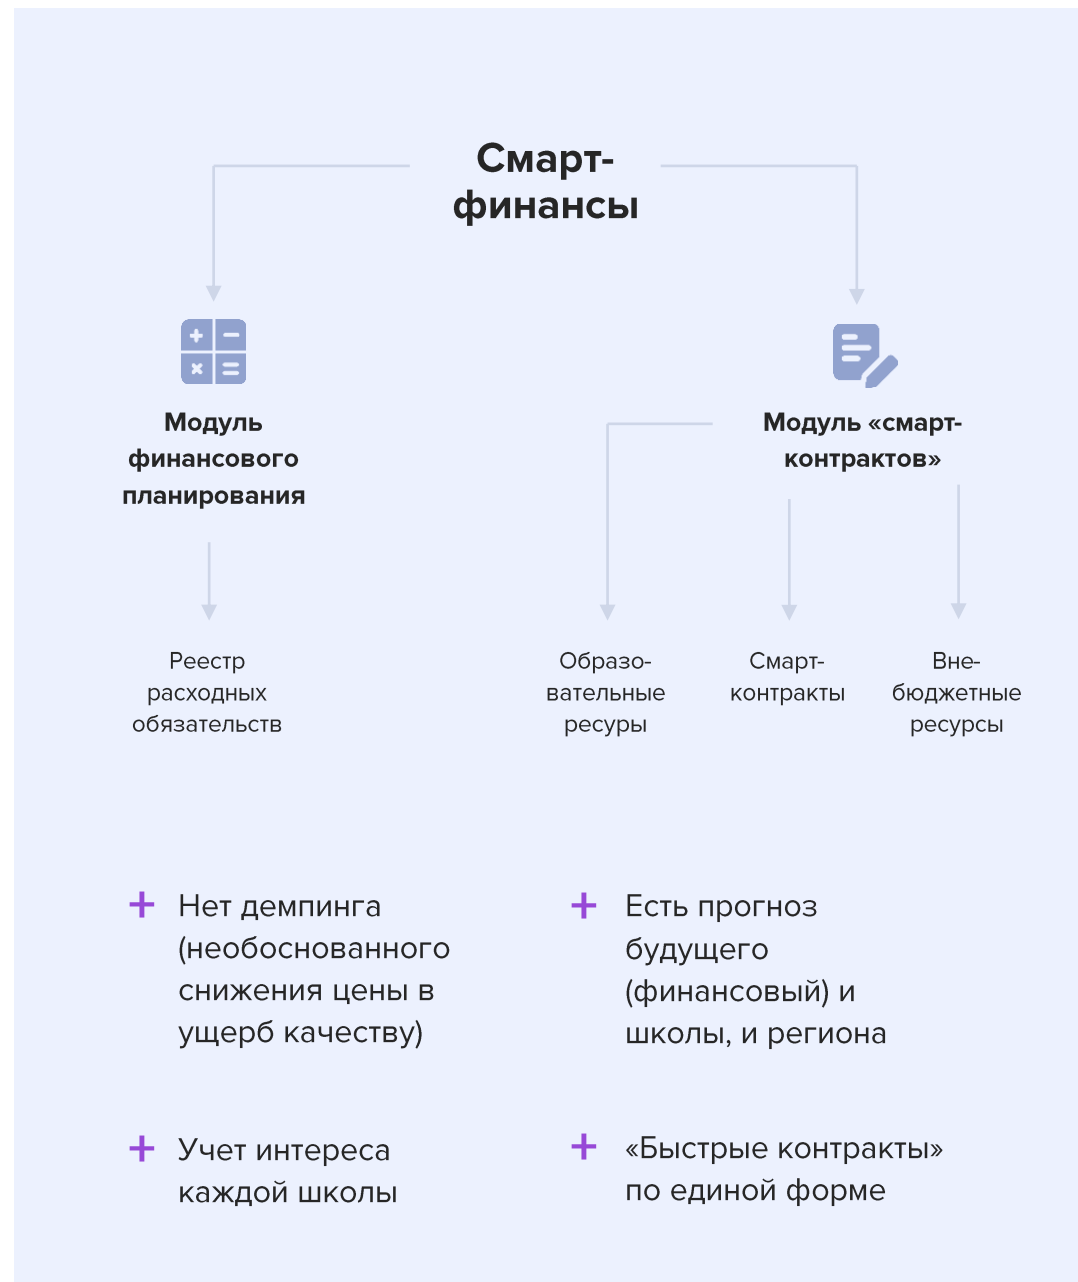 Смарт-
финансы
Модуль
финансового
планирования
Модуль «смарт-
контрактов»
Реестр
расходных
обязательств
Образо-
вательные
ресуры
Смарт-
контракты
Вне-
бюджетные
ресурсы
+ Нет демпинга
(необоснованного
снижения цены в
ущерб качеству)
+ Есть прогноз
будущего
(финансовый) и
школы, и региона
+ Учет интереса
каждой школы
+ «Быстрые контракты»
по единой форме